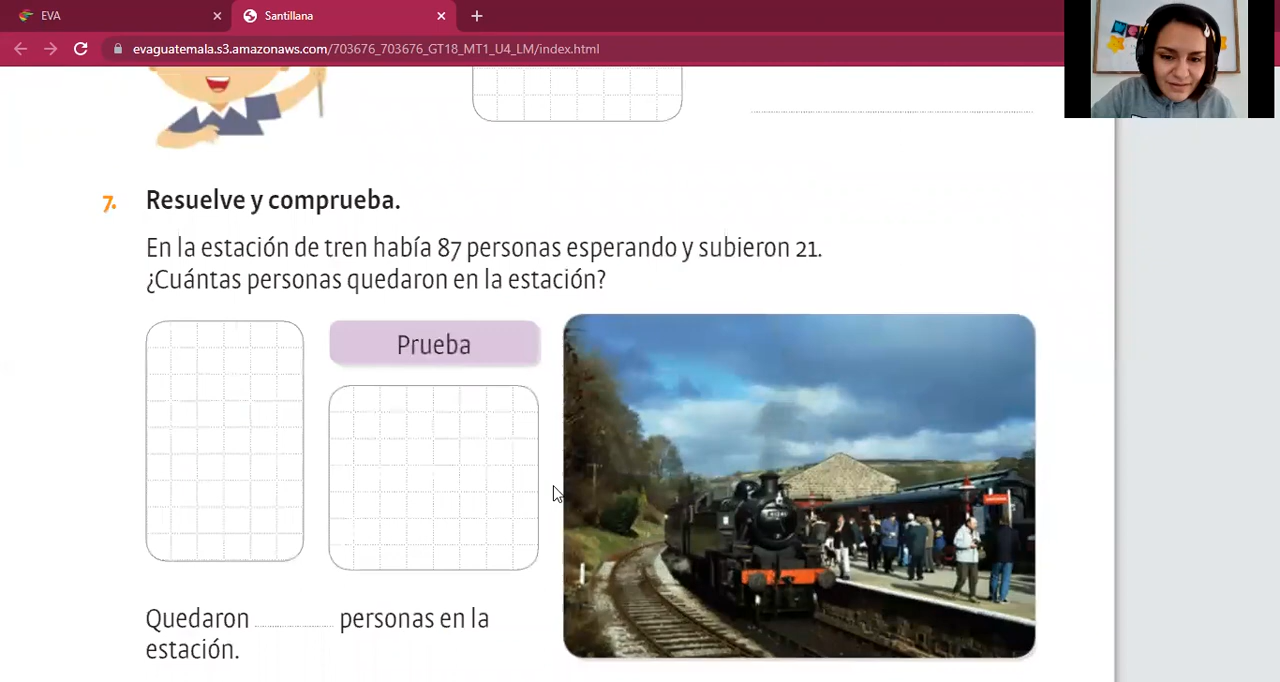 EVA
Santillana
evaguatemala.s3.amazonaws.com/703676_703676_GT18_MT1_U4_LM/index.html
7. Resuelve y comprueba.
En la estación de tren había 87 personas esperando y subieron 21.
¿Cuántas personas quedaron en la estación?
Prueba
Quedaron personas en la
estación.